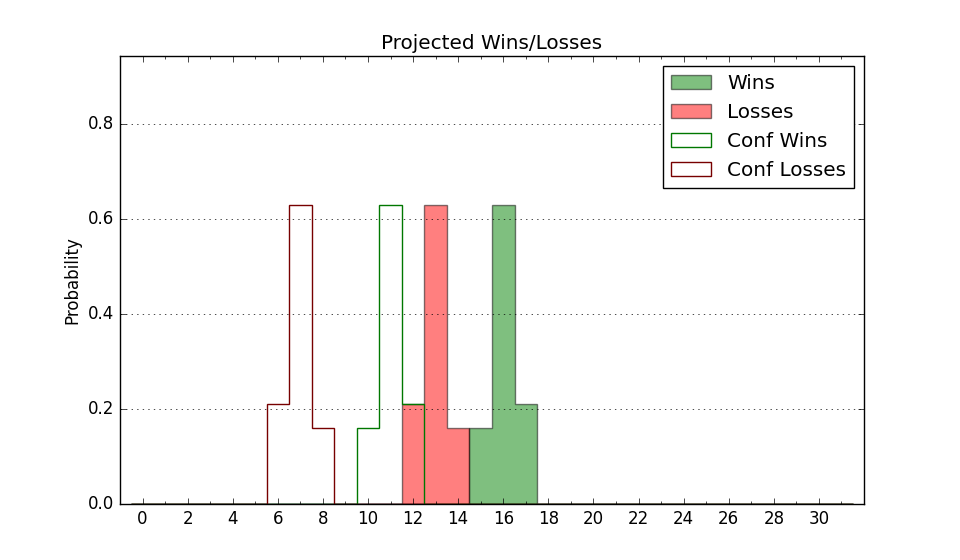 Projected Wins/Losses
Wins
Losses
Conf Wins
Conf Losses
Probability
0.8
0.6
0.4
0.2
0.0
0 2 4 6 8 10 12 14 16 18 20 22 24 26 28 30